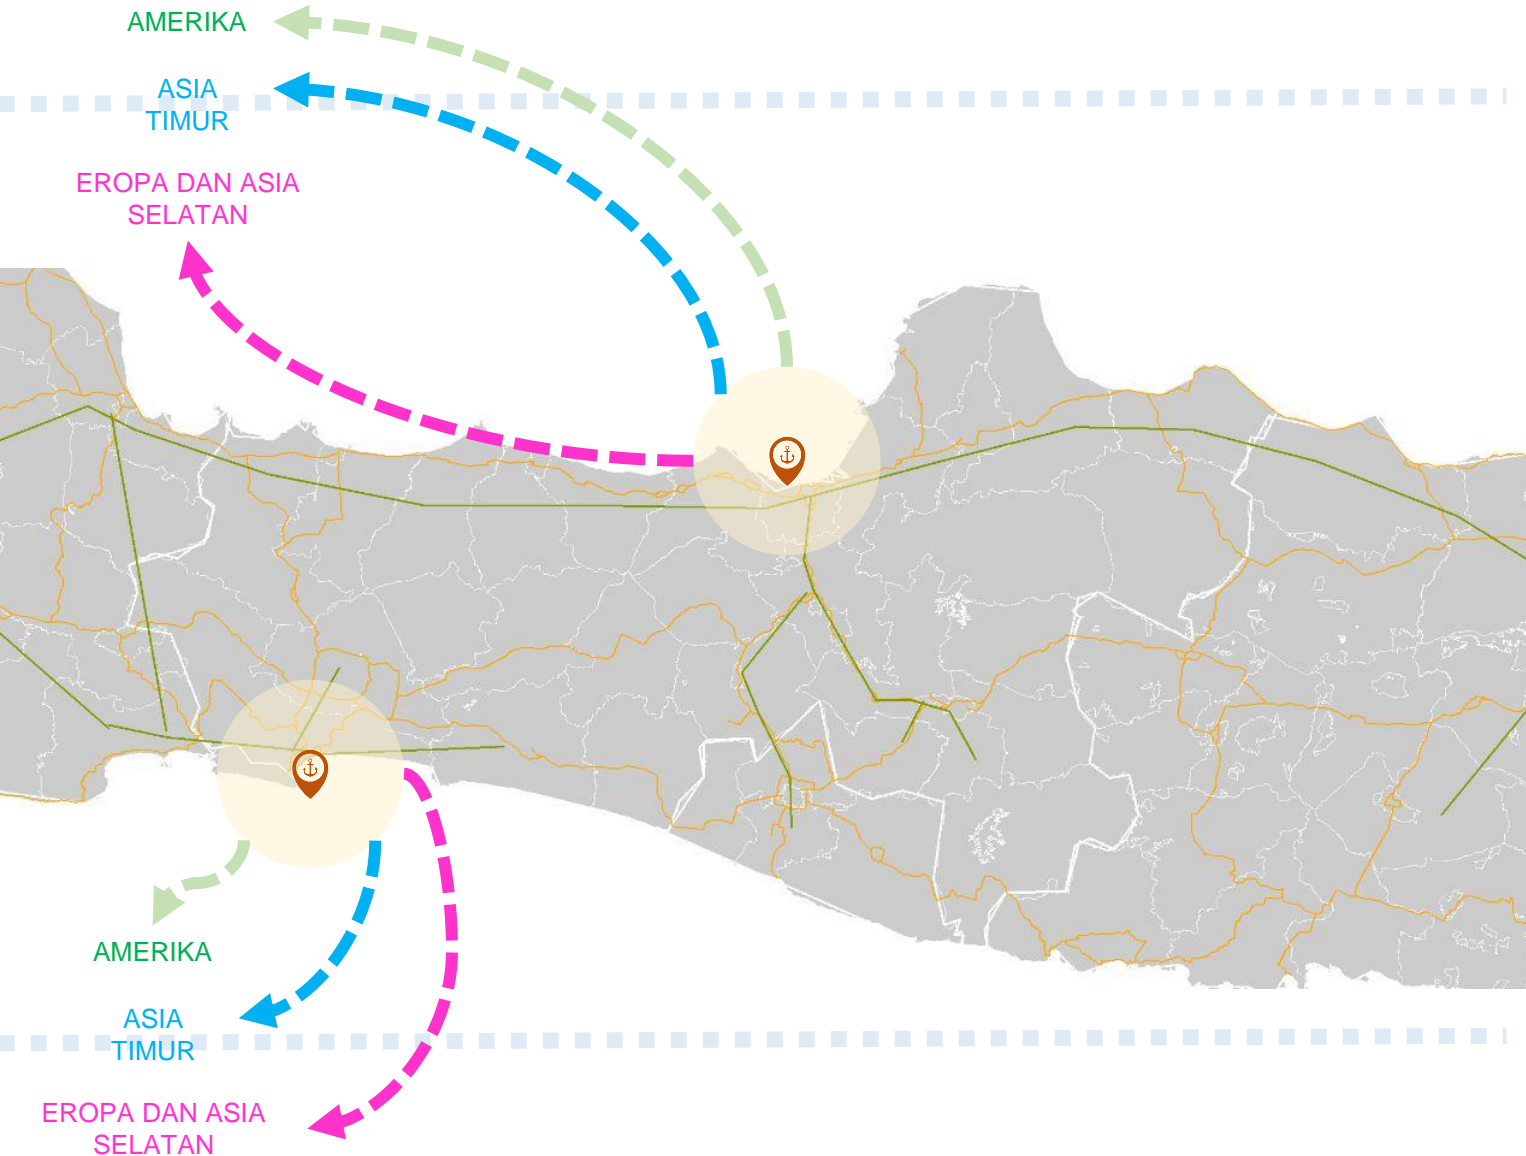 AMERIKA
ASIA
TIMUR
EROPA DAN ASIA
SELATAN
AMERIKA
ASIA
TIMUR
EROPA DAN ASIA
SELATAN